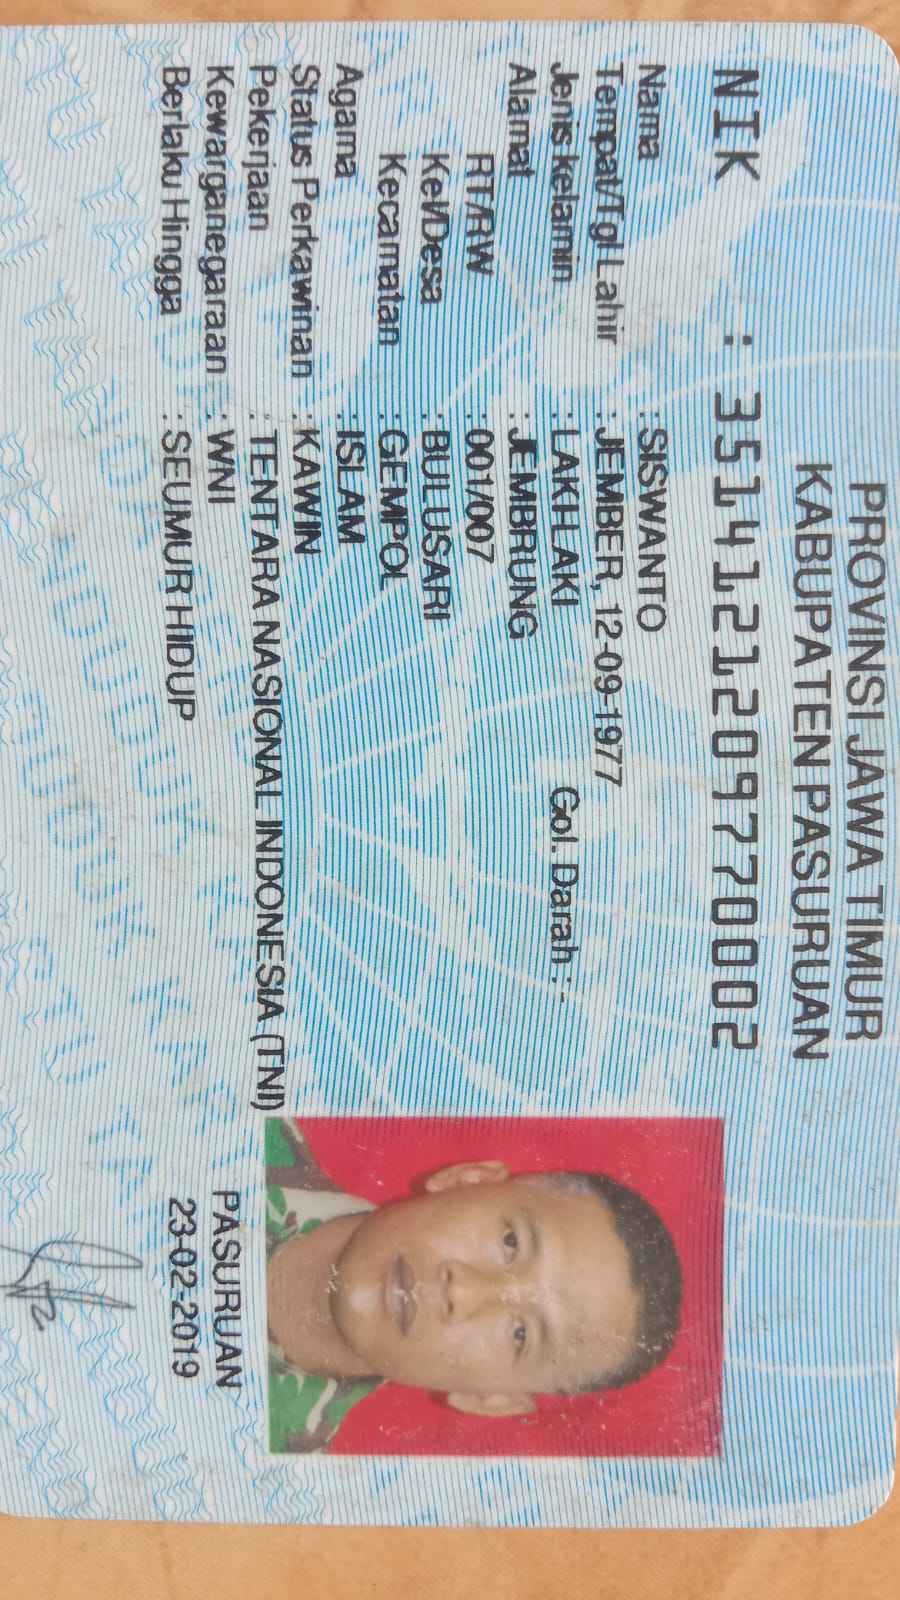 PROVINSI JAWA TIMUR
KABUPATEN PASURUAN
NIK : 3514121209770002
Nama : SISWANTO
Tempat/Tgl Lahir : JEMBER, 12-09-1977
Jenis kelamin : LAKI-LAKI Gol. Darah : -
Alamat : JEMBRUNG
RT/RW : 001/007
Kel/Desa : BULUSARI
Kecamatan : GEMPOL
Agama : ISLAM
Status Perkawinan : KAWIN
Pekerjaan : TENTARA NASIONAL INDONESIA (TNI)
Kewarganegaraan : WNI
Berlaku Hingga : SEUMUR HIDUP
PASURUAN
23-02-2019